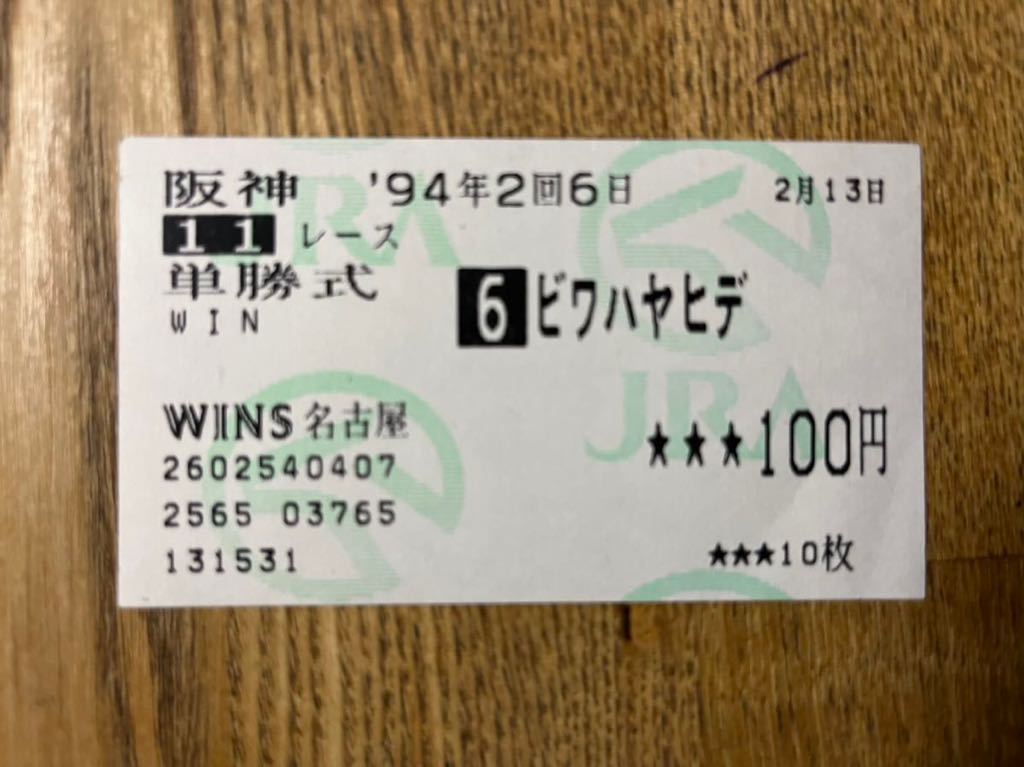 阪神 '94年2回6日 2月13日
11 レース
単勝式
WIN
6 ビワハヤヒデ
JRA
WINS 名古屋
JRA
★★★100円
2602540407
2565 03765
131531
★★★10枚